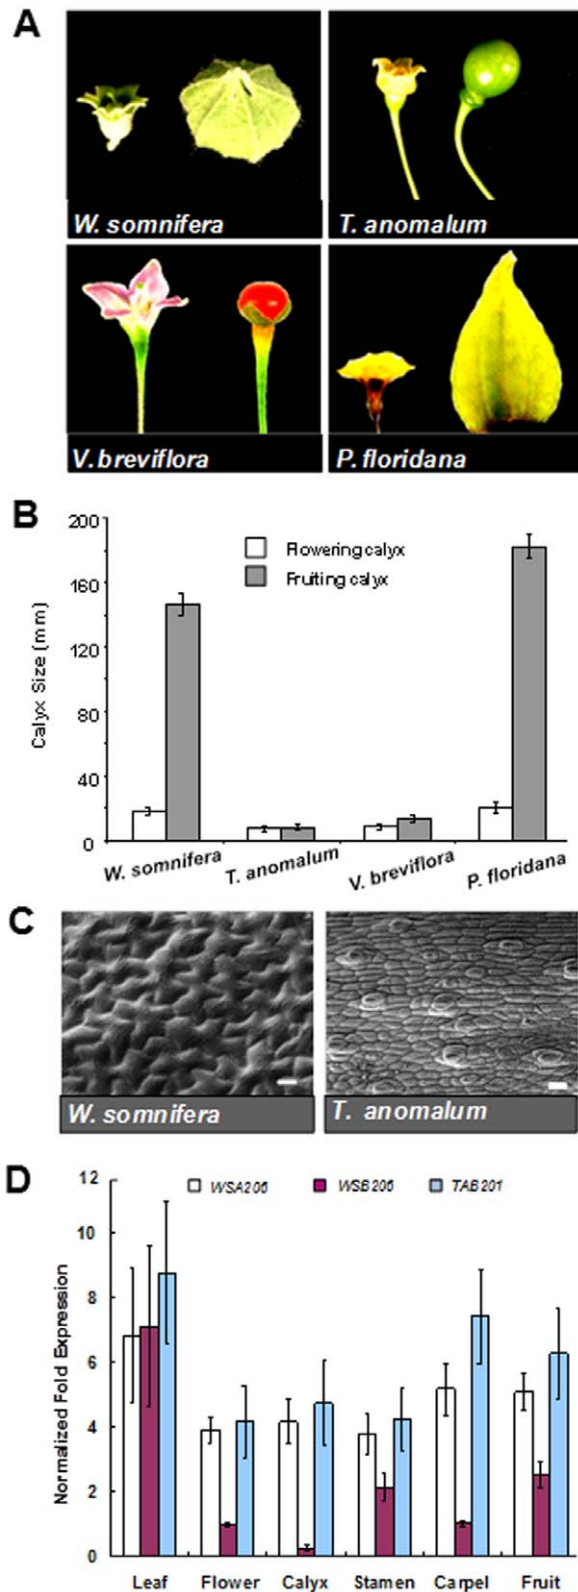 A
W. somnifera
T. anomalum
V. breviflora
P. floridana
B
200
160
120
80
40
0
Calyx Size (mm)
Flowering calyx
Fruiting calyx
W. somnifera
T. anomalum
V. breviflora
P. floridana
C
W. somnifera
T. anomalum
D
12
10
8
6
4
2
0
Normalized Fold Expression
WSA206 WSB206 TAB201
Leaf Flower Calyx Stamen Carpel Fruit